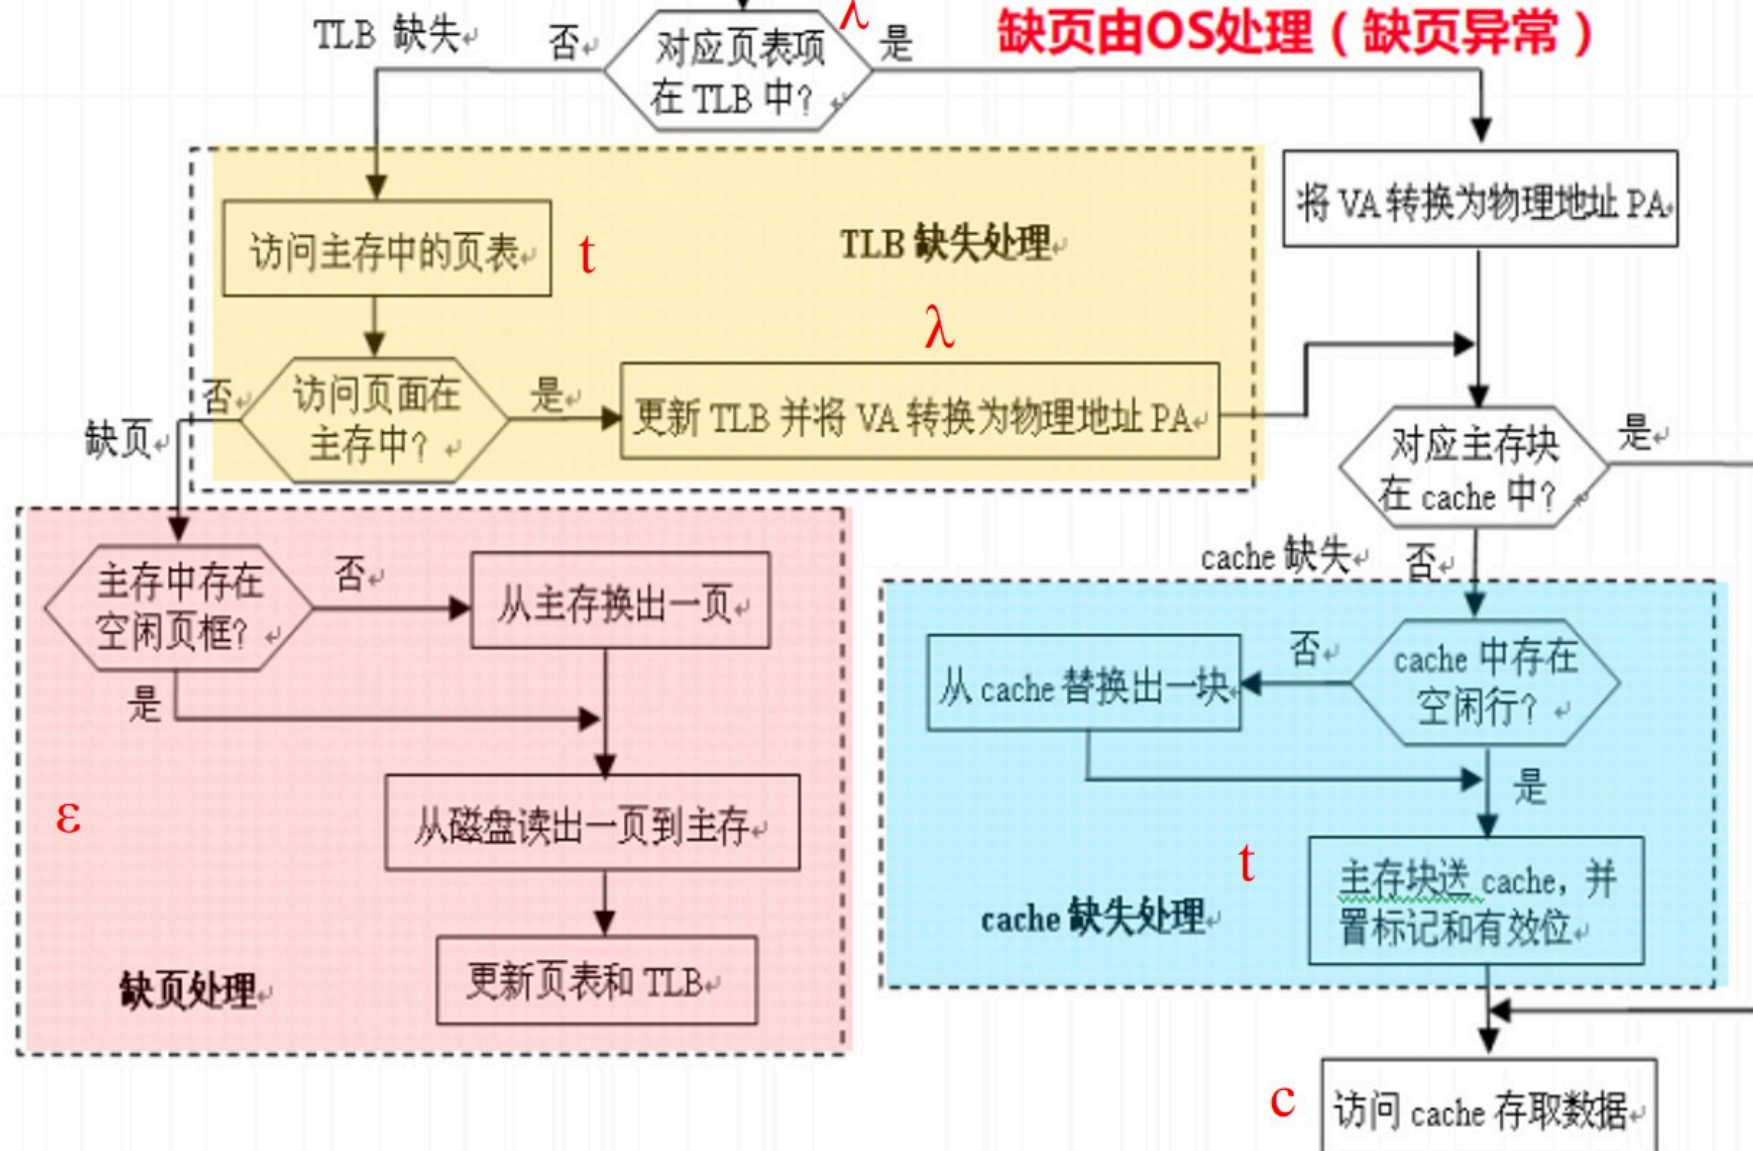 λ
缺页由OS处理（缺页异常）
TLB 缺失
否
对应页表项
在 TLB 中？
是
访问主存中的页表
t
TLB 缺失处理
将 VA 转换为物理地址 PA
λ
否
访问页面在
主存中？
是
更新 TLB 并将 VA 转换为物理地址 PA
缺页
对应主存块
在 cache 中？
是
cache 缺失
否
主存中存在
空闲页框？
否
从主存换出一页
是
从 cache 替换出一块
否
cache 中存在
空闲行？
是
ε
从磁盘读出一页到主存
t
主存块送 cache，并
置标记和有效位
cache 缺失处理
缺页处理
更新页表和 TLB
c
访问 cache 存取数据